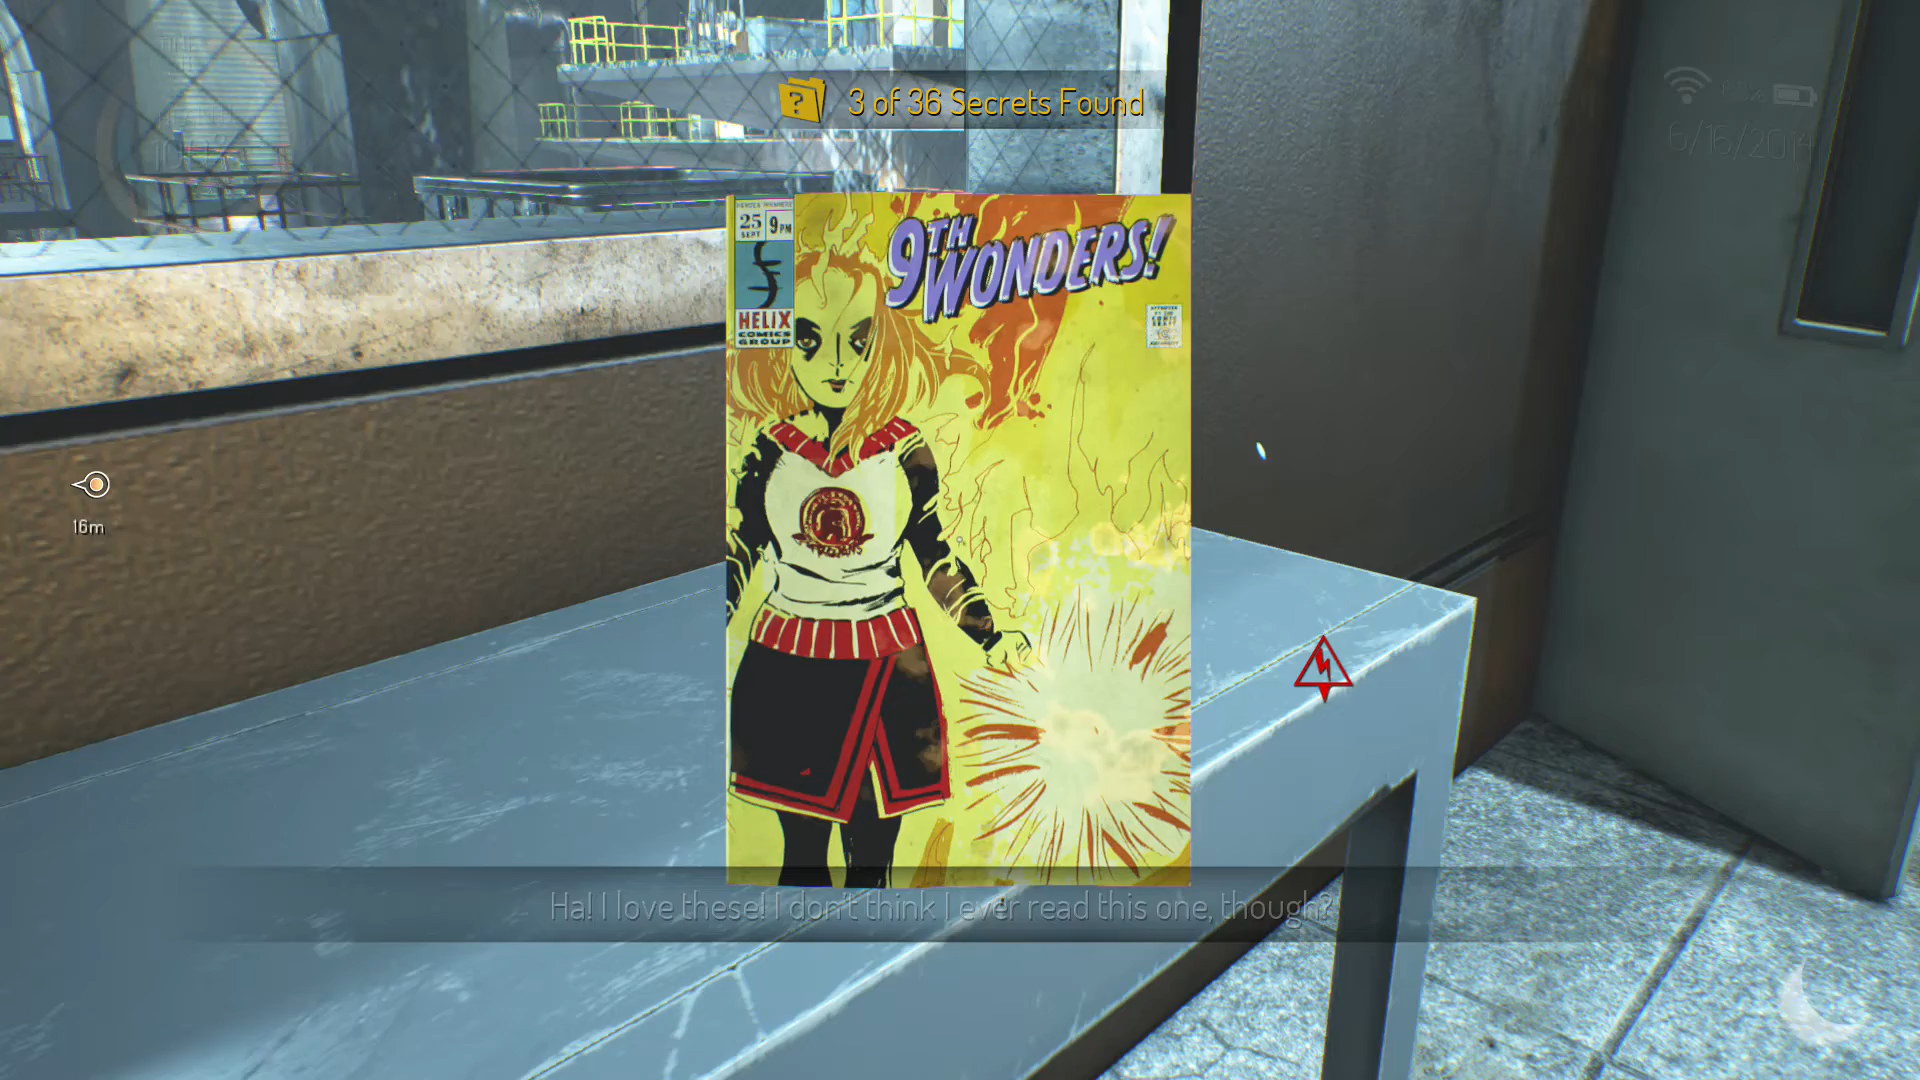 3 of 36 Secrets Found
6/16/2014
25 SEPT
9PM
9TH WONDERS!
HELIX
COMICS
GROUP
TROJANS
16m
Ha! I love these! I don't think I ever read this one, though?